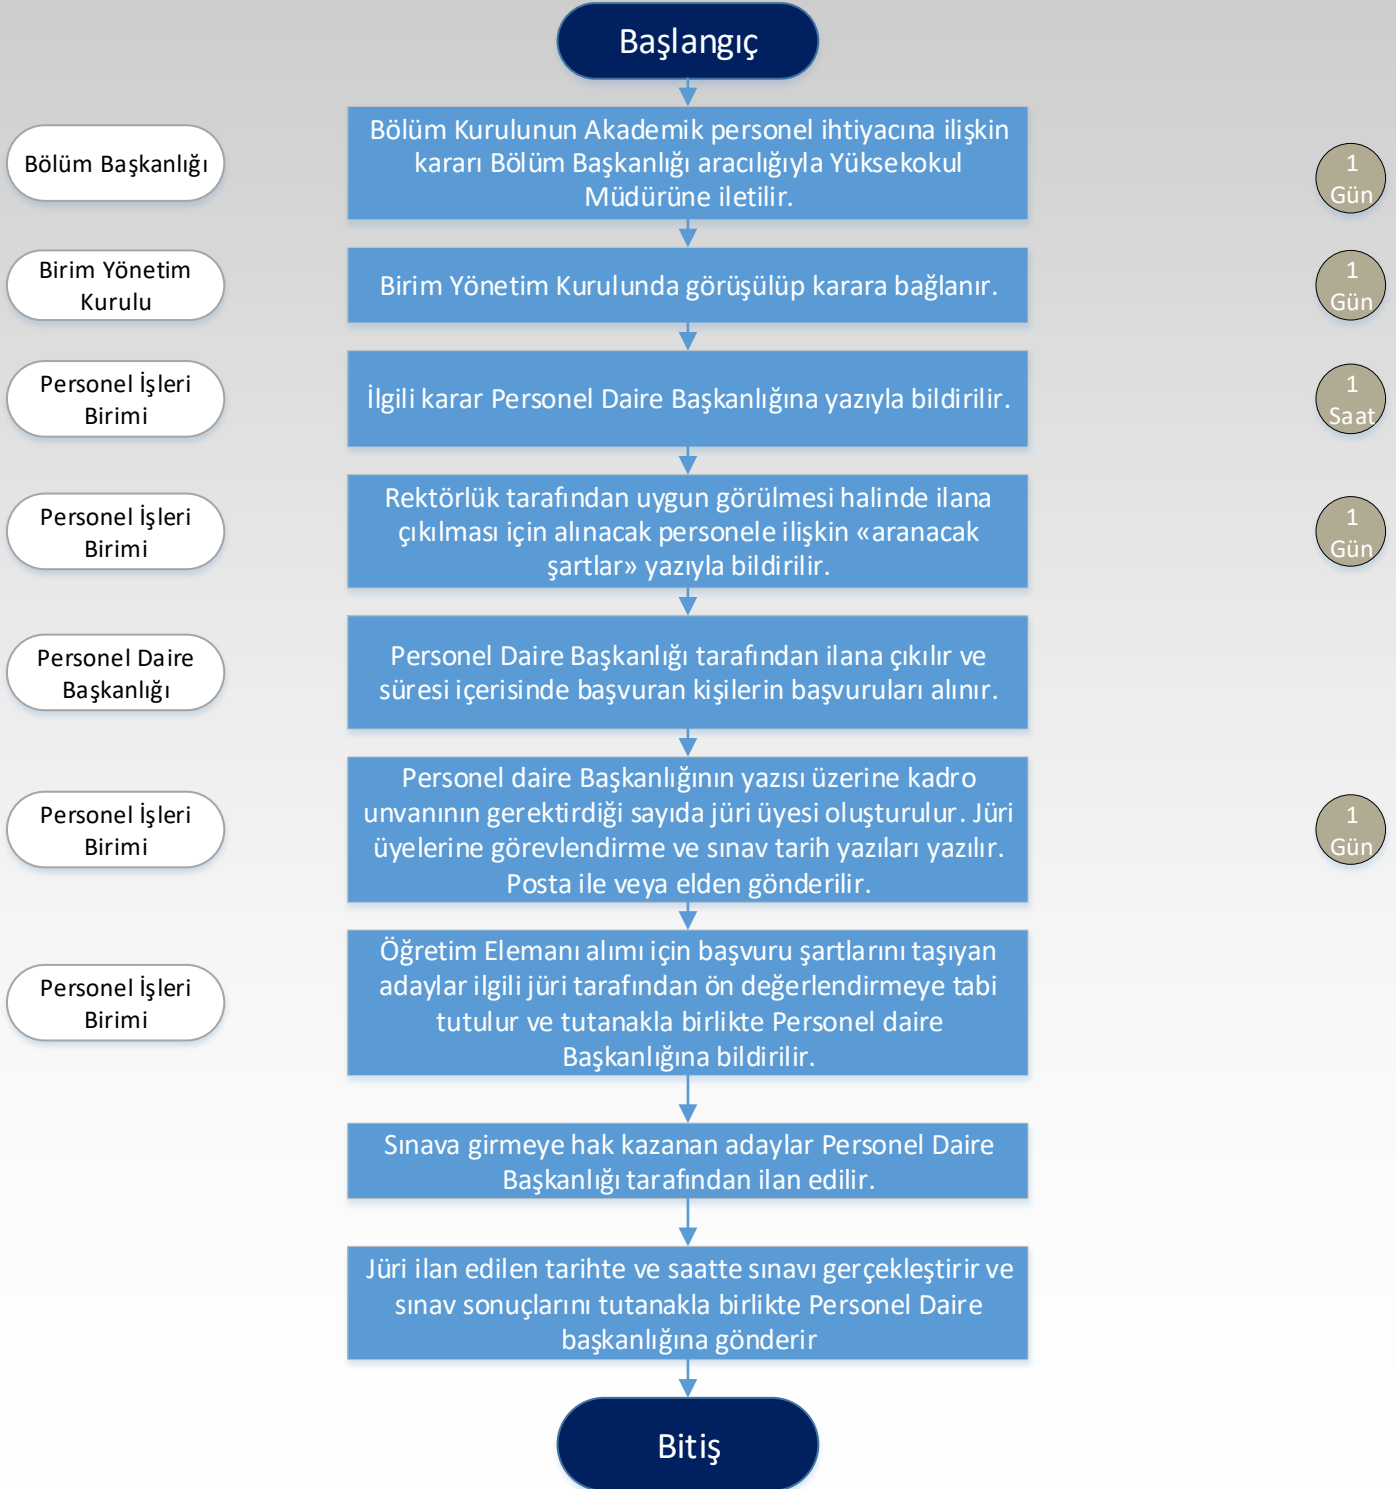 Başlangıç
Bölüm Başkanlığı
Bölüm Kurulunun Akademik personel ihtiyacına ilişkin
kararı Bölüm Başkanlığı aracılığıyla Yüksekokul
Müdürüne iletilir.
1
Gün
Birim Yönetim
Kurulu
Birim Yönetim Kurulunda görüşülüp karara bağlanır.
1
Gün
Personel İşleri
Birimi
İlgili karar Personel Daire Başkanlığına yazıyla bildirilir.
1
Saat
Personel İşleri
Birimi
Rektörlük tarafından uygun görülmesi halinde ilana
çıkılması için alınacak personele ilişkin «aranacak
şartlar» yazıyla bildirilir.
1
Gün
Personel Daire
Başkanlığı
Personel Daire Başkanlığı tarafından ilana çıkılır ve
süresi içerisinde başvuran kişilerin başvuruları alınır.
Personel İşleri
Birimi
Personel daire Başkanlığının yazısı üzerine kadro
unvanının gerektirdiği sayıda jüri üyesi oluşturulur. Jüri
üyelerine görevlendirme ve sınav tarih yazıları yazılır.
Posta ile veya elden gönderilir.
1
Gün
Personel İşleri
Birimi
Öğretim Elemanı alımı için başvuru şartlarını taşıyan
adaylar ilgili jüri tarafından ön değerlendirmeye tabi
tutulur ve tutanakla birlikte Personel daire
Başkanlığına bildirilir.
Sınava girmeye hak kazanan adaylar Personel Daire
Başkanlığı tarafından ilan edilir.
Jüri ilan edilen tarihte ve saatte sınavı gerçekleştirir ve
sınav sonuçlarını tutanakla birlikte Personel Daire
başkanlığına gönderir
Bitiş